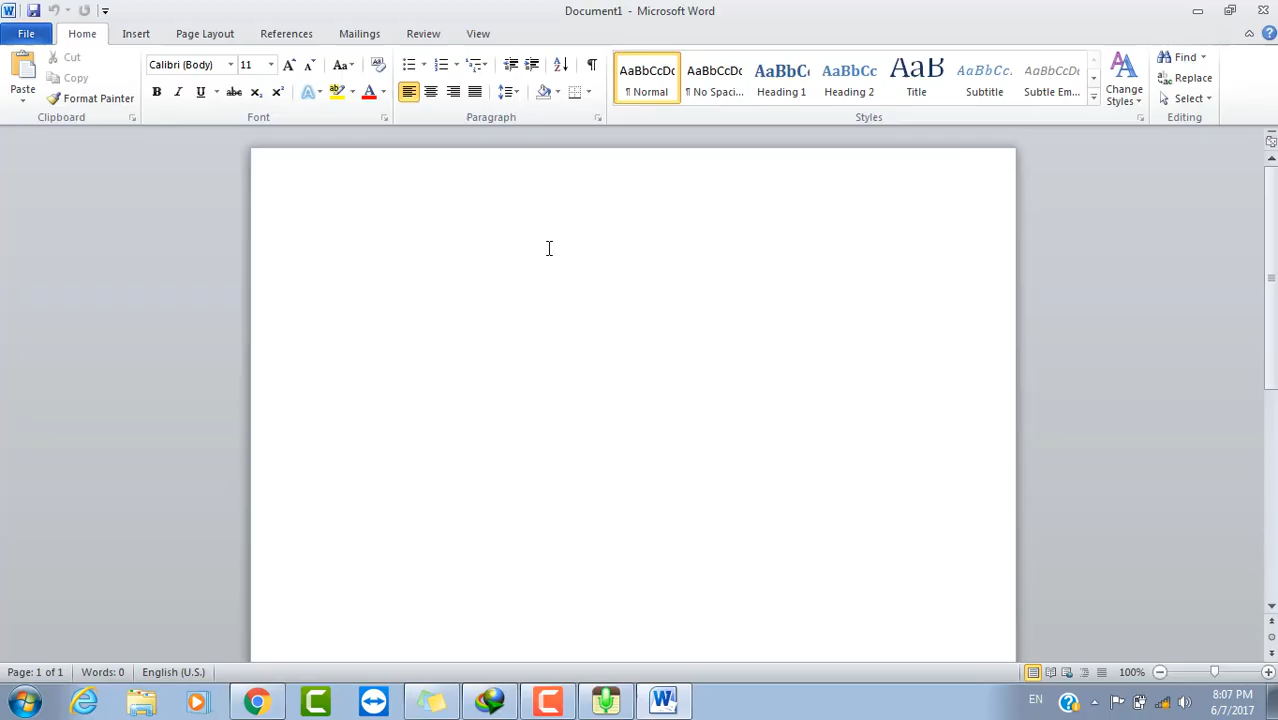 Document1 - Microsoft Word
File Home Insert Page Layout References Mailings Review View
Paste
Cut
Copy
Format Painter
Clipboard
Calibri (Body) 11
Font
Paragraph
AaBbCcDc AaBbCcDc AaBbC AaBbCc AaB AaBbCc. AaBbCcDc
¶ Normal ¶ No Spaci... Heading 1 Heading 2 Title Subtitle Subtle Em...
Change
Styles
Styles
Find
Replace
Select
Editing
Page: 1 of 1 Words: 0 English (U.S.) 100%
EN
8:07 PM
6/7/2017